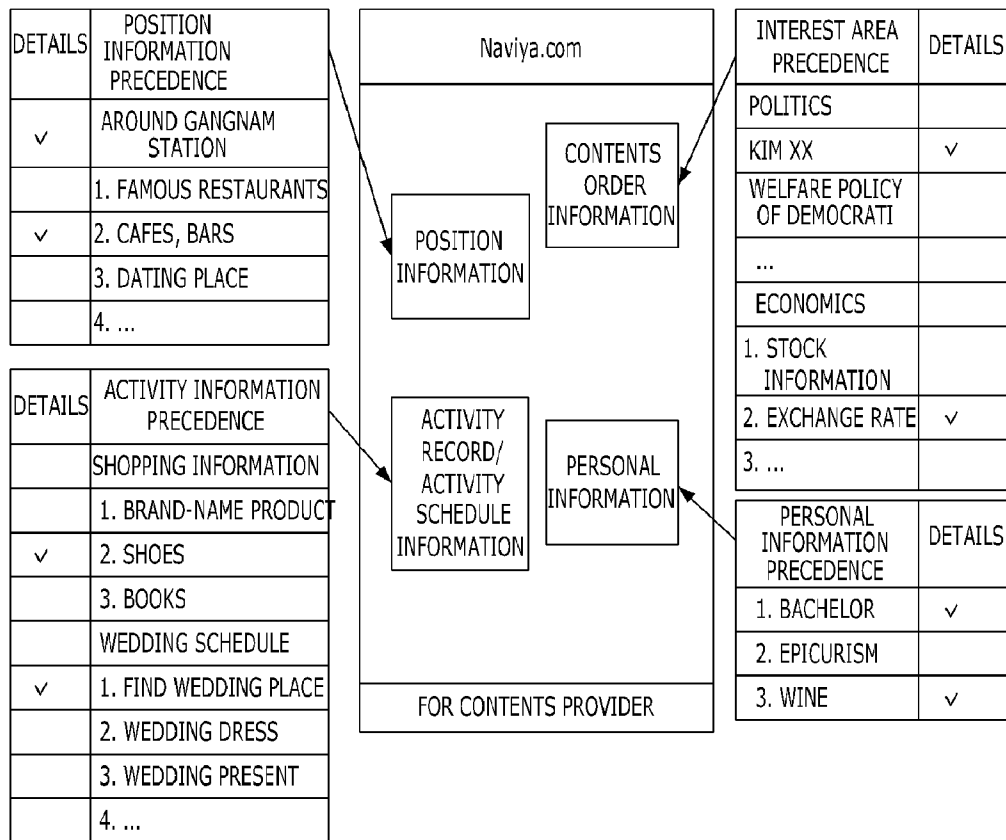 DETAILS
POSITION
INFORMATION
PRECEDENCE
✓
AROUND GANGNAM
STATION
1. FAMOUS RESTAURANTS
✓ 2. CAFES, BARS
3. DATING PLACE
4. ...
DETAILS
ACTIVITY INFORMATION
PRECEDENCE
SHOPPING INFORMATION
1. BRAND-NAME PRODUCT
✓ 2. SHOES
3. BOOKS
WEDDING SCHEDULE
✓ 1. FIND WEDDING PLACE
2. WEDDING DRESS
3. WEDDING PRESENT
4. ...
Naviya.com
CONTENTS
ORDER
INFORMATION
POSITION
INFORMATION
ACTIVITY
RECORD/
ACTIVITY
SCHEDULE
INFORMATION
PERSONAL
INFORMATION
FOR CONTENTS PROVIDER
INTEREST AREA
PRECEDENCE
DETAILS
POLITICS
KIM XX ✓
WELFARE POLICY
OF DEMOCRATI
...
ECONOMICS
1. STOCK
INFORMATION
2. EXCHANGE RATE ✓
3. ...
PERSONAL
INFORMATION
PRECEDENCE
DETAILS
1. BACHELOR ✓
2. EPICURISM
3. WINE ✓